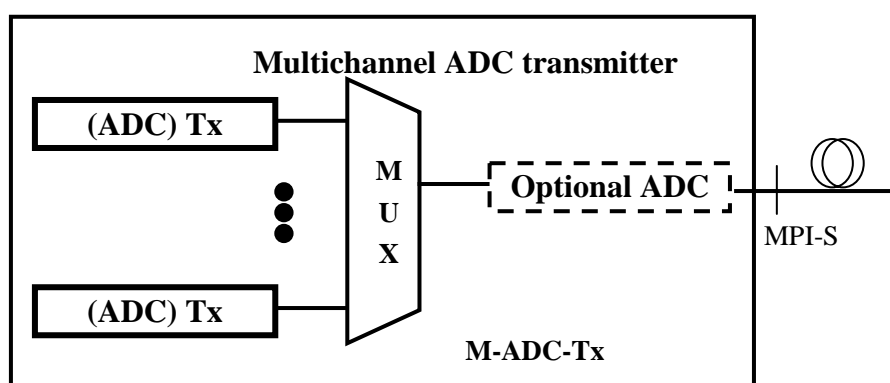 Multichannel ADC transmitter
(ADC) Tx
M
U
X
Optional ADC
MPI-S
(ADC) Tx
M-ADC-Tx